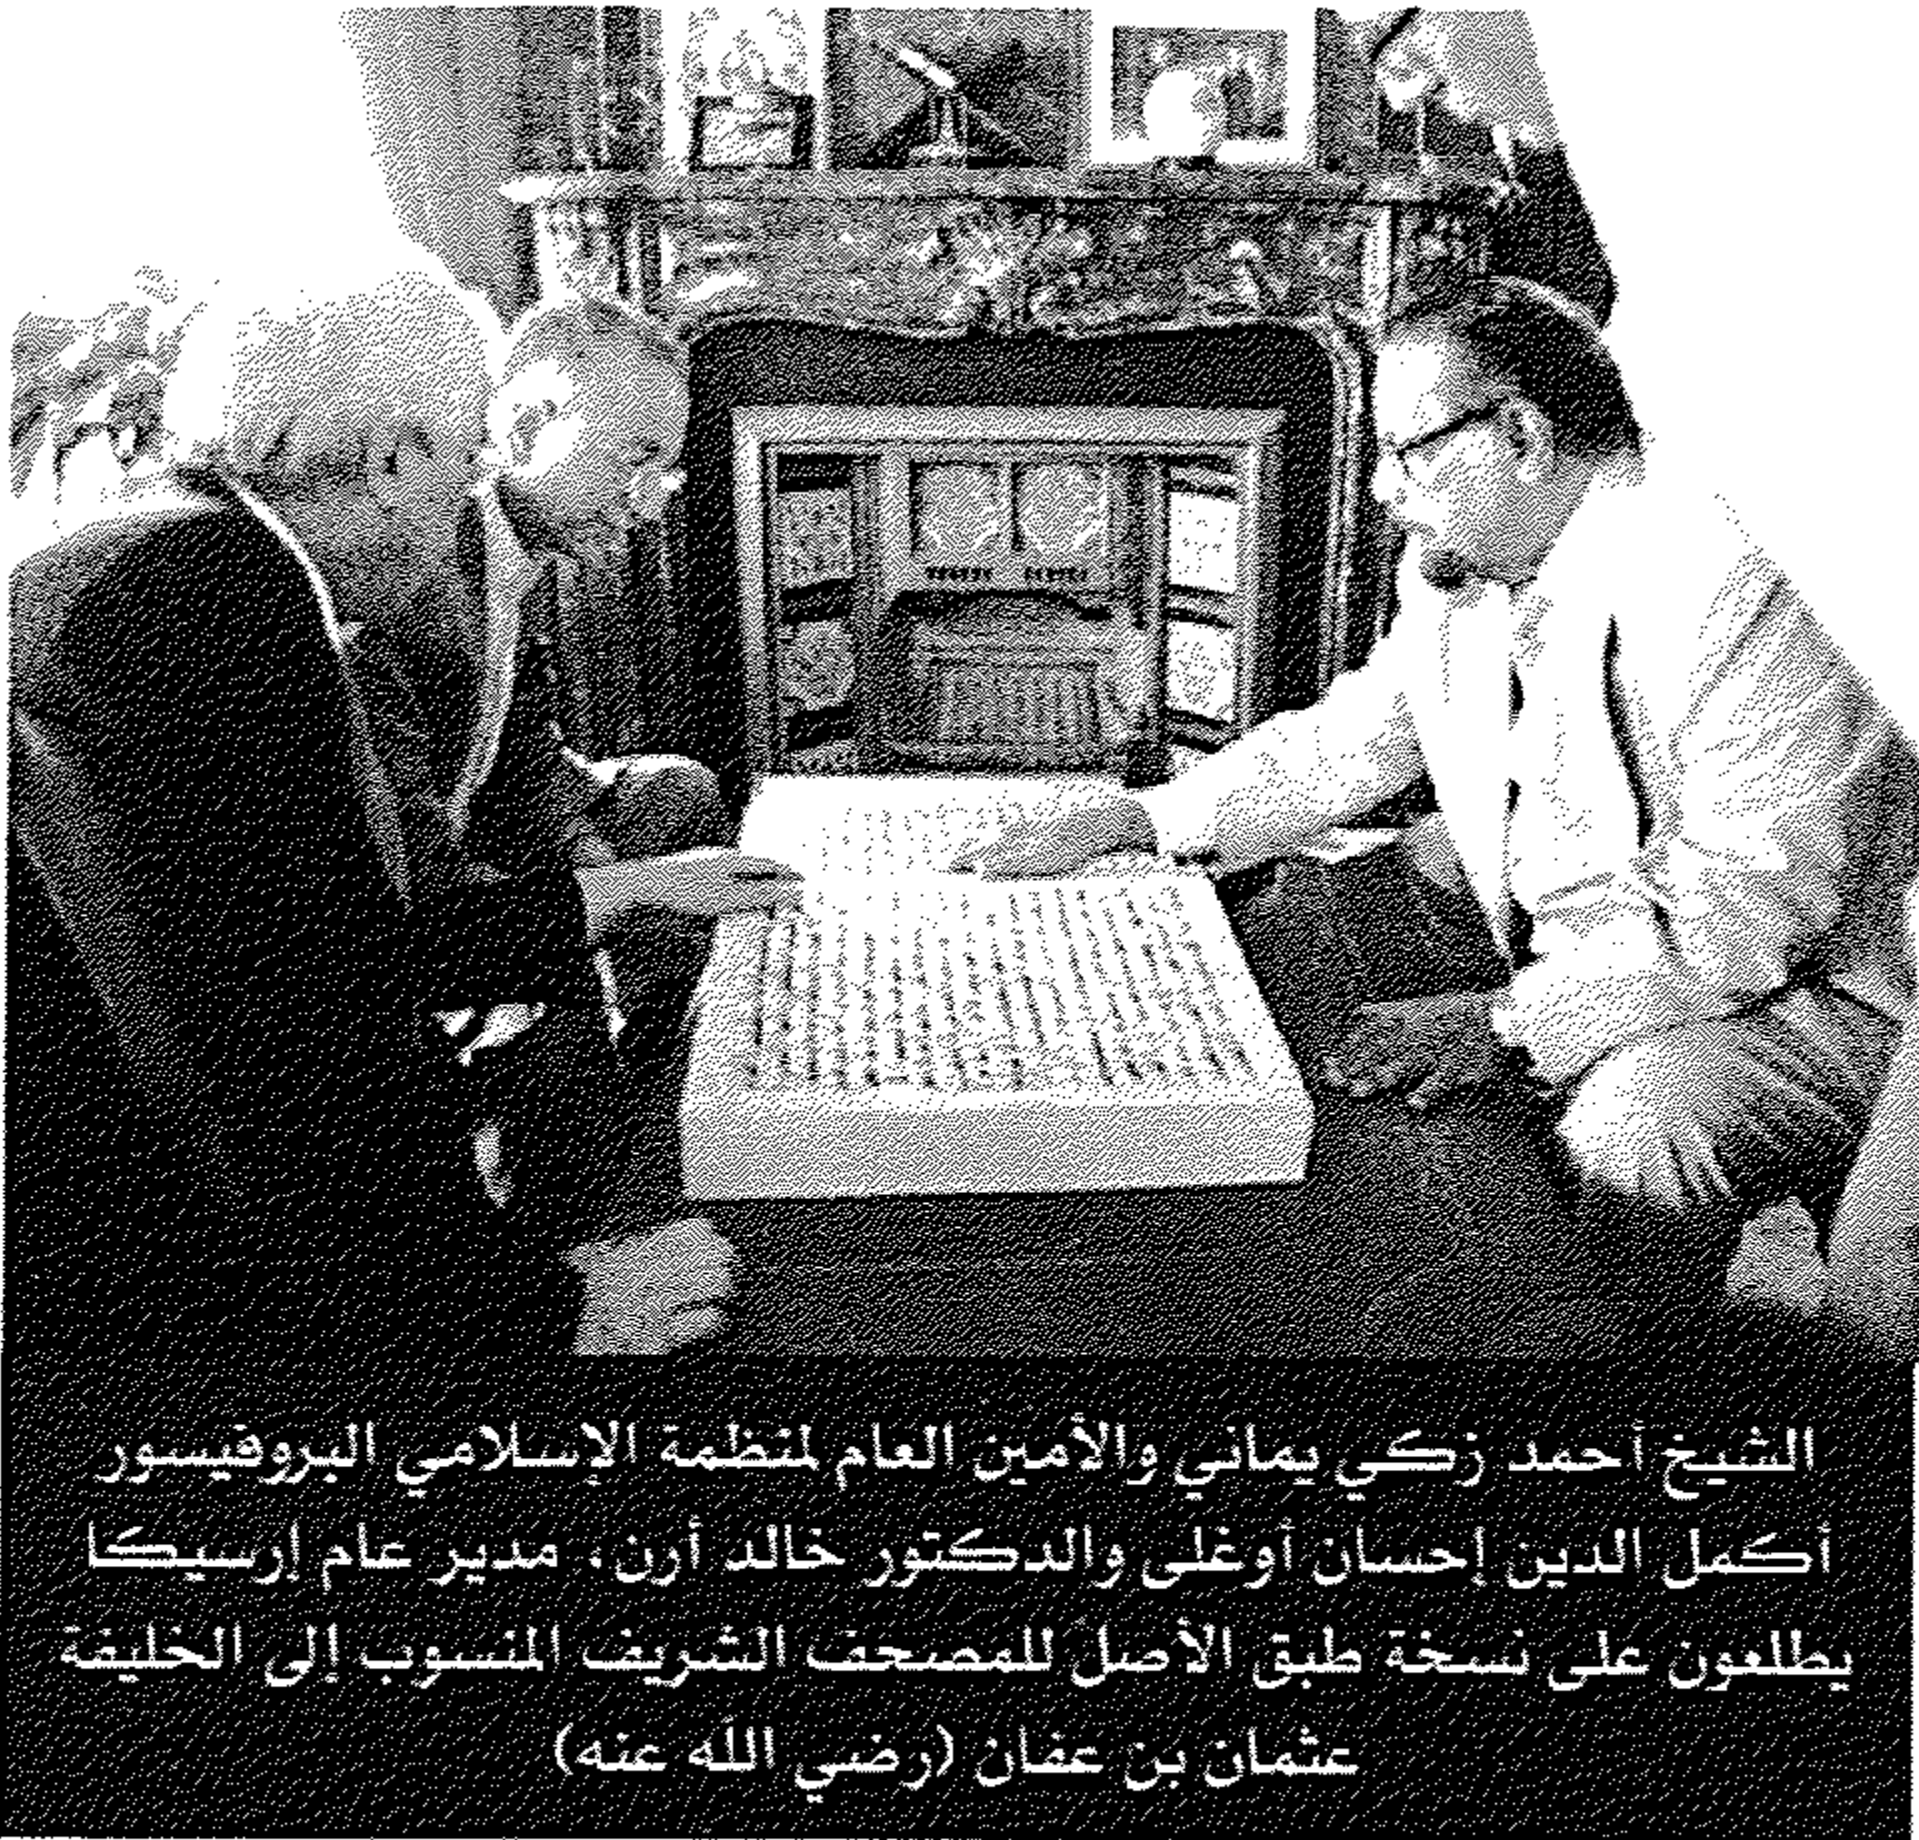 الشيخ أحمد زكي يماني والأمين العام لمنظمة الإسلامي البروفيسور
أكمل الدين إحسان أوغلى والدكتور خالد أرن، مدير عام إرسيكا
يطلعون على نسخة طبق الأصل للمصحف الشريف المنسوب إلى الخليفة
عثمان بن عفان (رضي الله عنه)